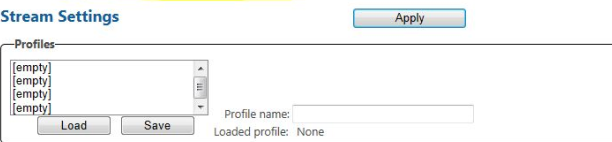 Stream Settings
Apply
Profiles
[empty]
[empty]
[empty]
[empty]
Load
Save
Profile name:
Loaded profile: None